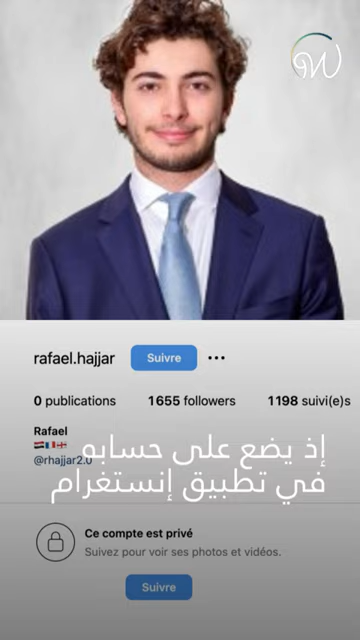 rafael.hajjar
Suivre
0 publications 1655 followers 1198 suivi(e)s
Rafael
@rhajjar2.0
إذ يضع على حسابه
في تطبيق إنستغرام
Ce compte est privé
Suivez pour voir ses photos et vidéos.
Suivre